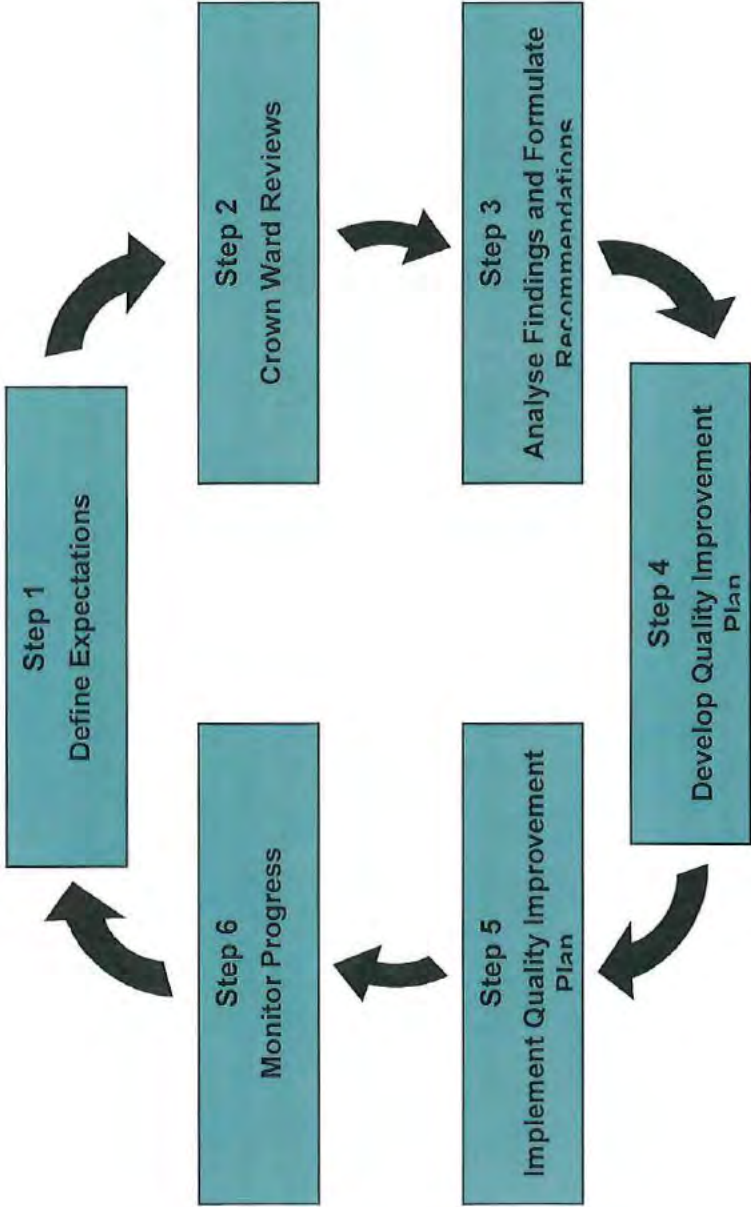 Step 1
Define Expectations
Step 2
Crown Ward Reviews
Step 3
Analyse Findings and Formulate
Recommendations
Step 4
Develop Quality Improvement
Plan
Step 5
Implement Quality Improvement
Plan
Step 6
Monitor Progress